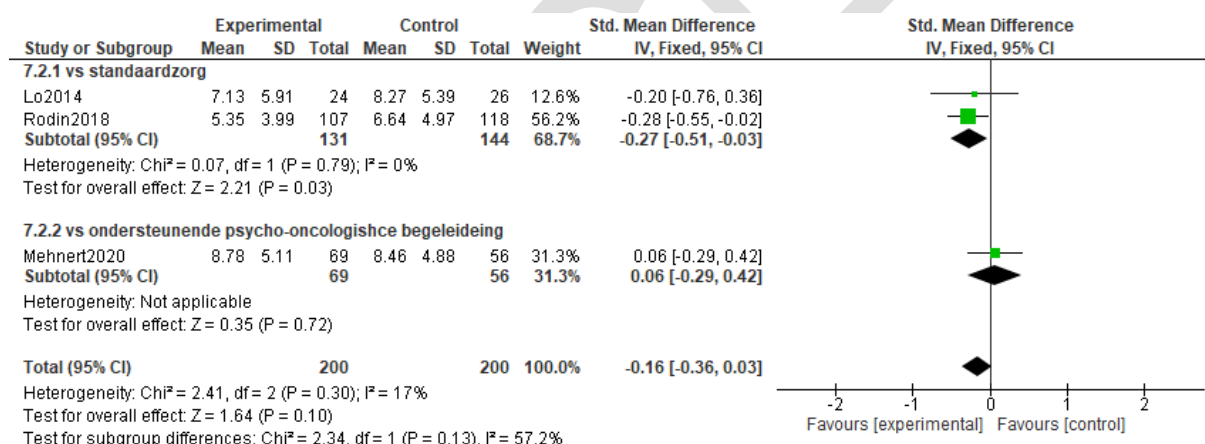 Experimental Control Std. Mean Difference Std. Mean Difference
Study or Subgroup Mean SD Total Mean SD Total Weight IV, Fixed, 95% CI IV, Fixed, 95% CI
7.2.1 vs standaardzorg
Lo2014 7.13 5.91 24 8.27 5.39 26 12.6% -0.20 [-0.76, 0.36]
Rodin2018 5.35 3.99 107 6.64 4.97 118 56.2% -0.28 [-0.55, -0.02]
Subtotal (95% CI) 131 144 68.7% -0.27 [-0.51, -0.03]
Heterogeneity: Chi² = 0.07, df = 1 (P = 0.79); I² = 0%
Test for overall effect: Z = 2.21 (P = 0.03)
7.2.2 vs ondersteunende psycho-oncologishce begeleideing
Mehnert2020 8.78 5.11 69 8.46 4.88 56 31.3% 0.06 [-0.29, 0.42]
Subtotal (95% CI) 69 56 31.3% 0.06 [-0.29, 0.42]
Heterogeneity: Not applicable
Test for overall effect: Z = 0.35 (P = 0.72)
Total (95% CI) 200 200 100.0% -0.16 [-0.36, 0.03]
Heterogeneity: Chi² = 2.41, df = 2 (P = 0.30); I² = 17%
Test for overall effect: Z = 1.64 (P = 0.10)
Test for subgroup differences: Chi² = 2.34, df = 1 (P = 0.13), I² = 57.2%
-2 -1 0 1 2
Favours [experimental] Favours [control]